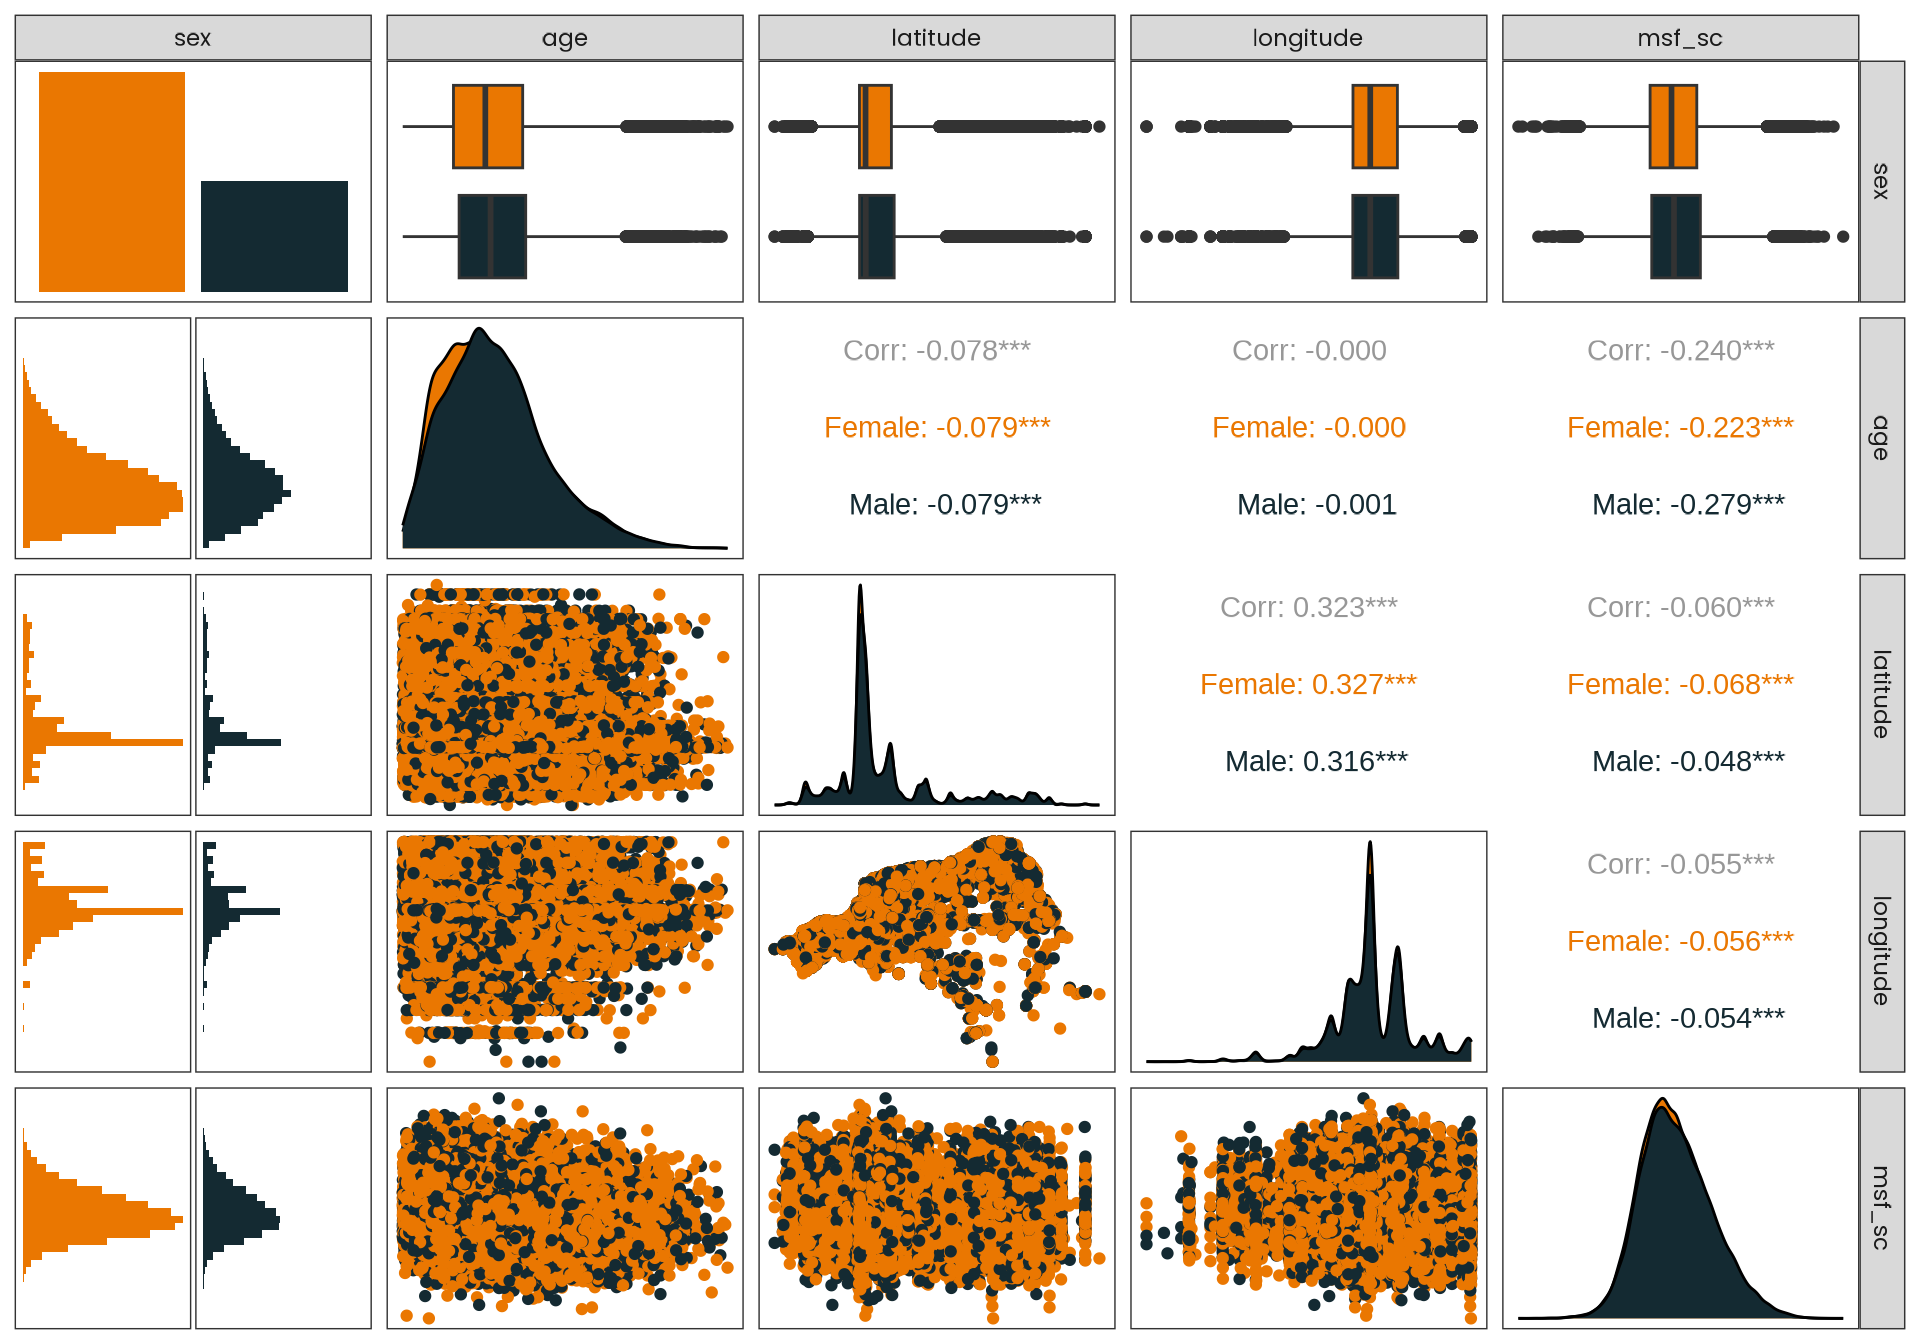 sex
age
latitude
longitude
msf_sc
sex
Corr: -0.078***
Corr: -0.000
Corr: -0.240***
Female: -0.079***
Female: -0.000
Female: -0.223***
Male: -0.079***
Male: -0.001
Male: -0.279***
age
Corr: 0.323***
Corr: -0.060***
Female: 0.327***
Female: -0.068***
Male: 0.316***
Male: -0.048***
latitude
Corr: -0.055***
Female: -0.056***
Male: -0.054***
longitude
msf_sc